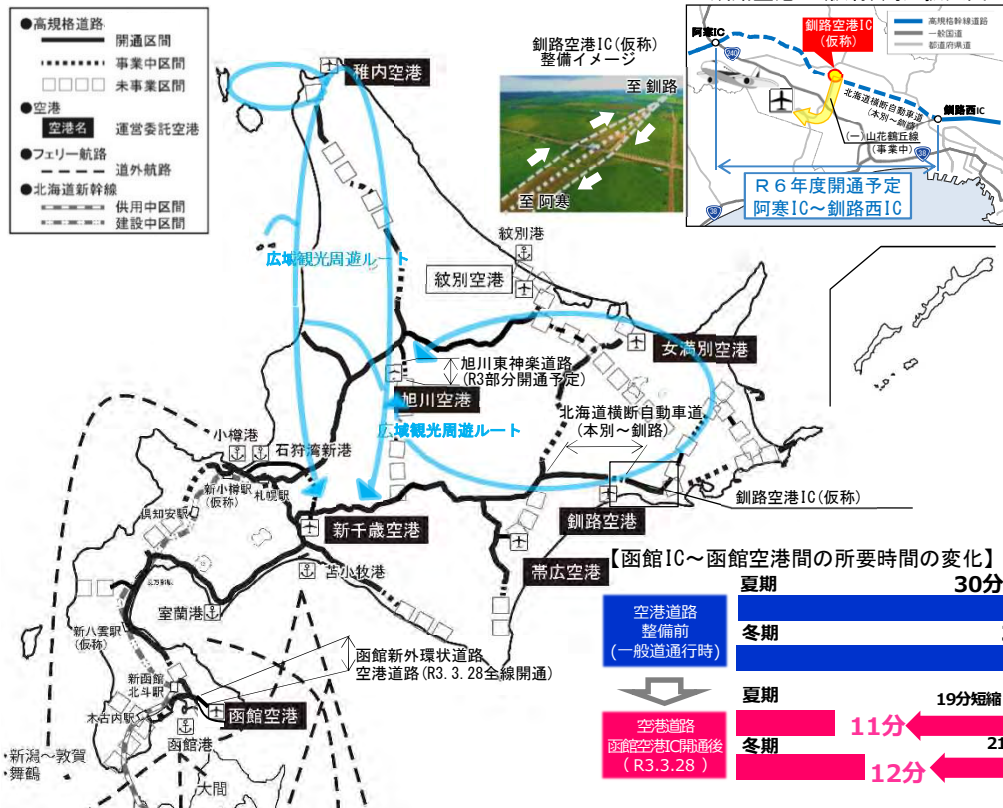 ●高規格道路
開通区間
事業中区間
未事業区間
●空港
空港名 運営委託空港
●フェリー航路
道外航路
●北海道新幹線
供用中区間
建設中区間
釧路空港IC(仮称)
整備イメージ
至 釧路
至 阿寒
高規格幹線道路
一般国道
都道府県道
阿寒IC
240
釧路空港IC
(仮称)
北海道横断自動車道
(本別~釧路)
釧路西IC
(一)山花鶴丘線
(事業中)
38
38
R6年度開通予定
阿寒IC~釧路西IC
稚内空港
広域観光周遊ルート
紋別港
紋別空港
女満別空港
旭川東神楽道路
(R3部分開通予定)
旭川空港
北海道横断自動車道
(本別~釧路)
広域観光周遊ルート
小樽港
石狩湾新港
新小樽駅
(仮称)
札幌駅
倶知安駅
新千歳空港
釧路空港
釧路空港IC(仮称)
帯広空港
苫小牧港
室蘭港
新八雲駅
(仮称)
函館新外環状道路
空港道路(R3.3.28全線開通)
新函館
北斗駅
木古内駅
函館空港
函館港
・新潟~敦賀
・舞鶴
大間
【函館IC~函館空港間の所要時間の変化】
空港道路
整備前
(一般道通行時)
夏期
30分
冬期
空港道路
函館空港IC開通後
(R3.3.28)
夏期
19分短縮
11分
冬期
21
12分